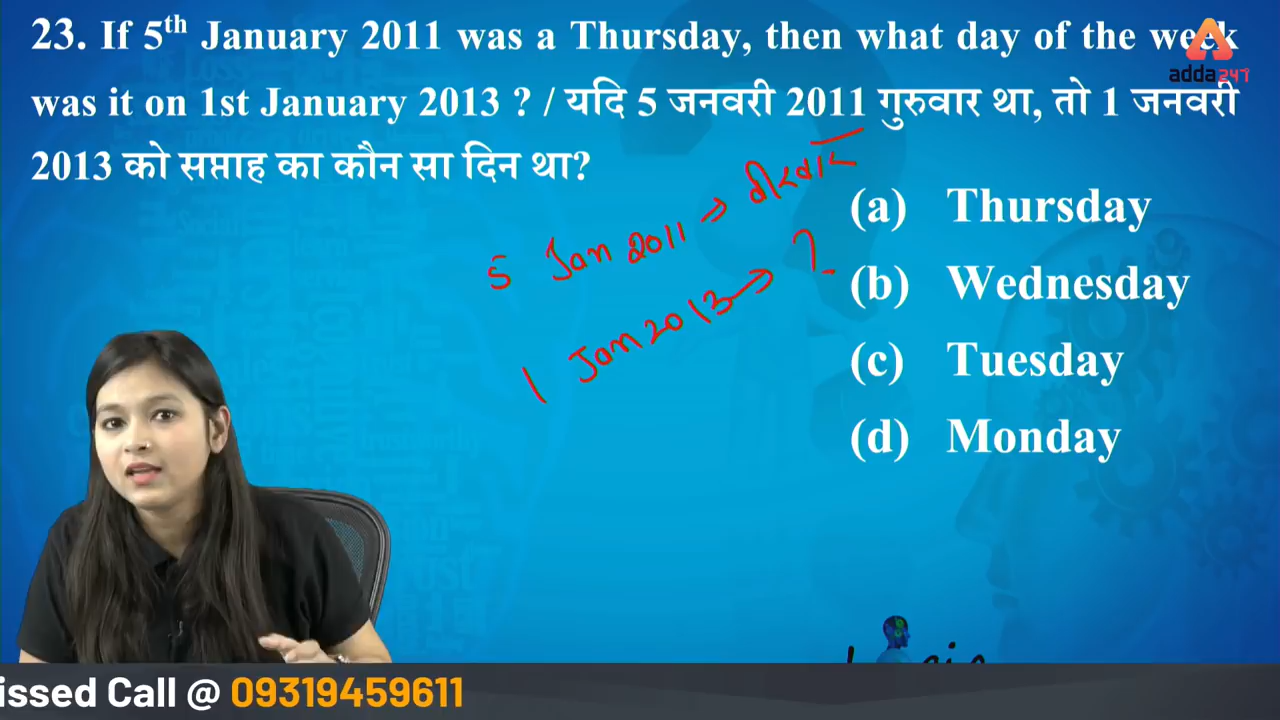 23. If 5th January 2011 was a Thursday, then what day of the week
was it on 1st January 2013 ? / यदि 5 जनवरी 2011 गुरुवार था, तो 1 जनवरी
2013 को सप्ताह का कौन सा दिन था?
adda247
5 Jan 2011 → वीरवार
1 Jan 2013 → ?
(a) Thursday
(b) Wednesday
(c) Tuesday
(d) Monday
issed Call @ 09319459611